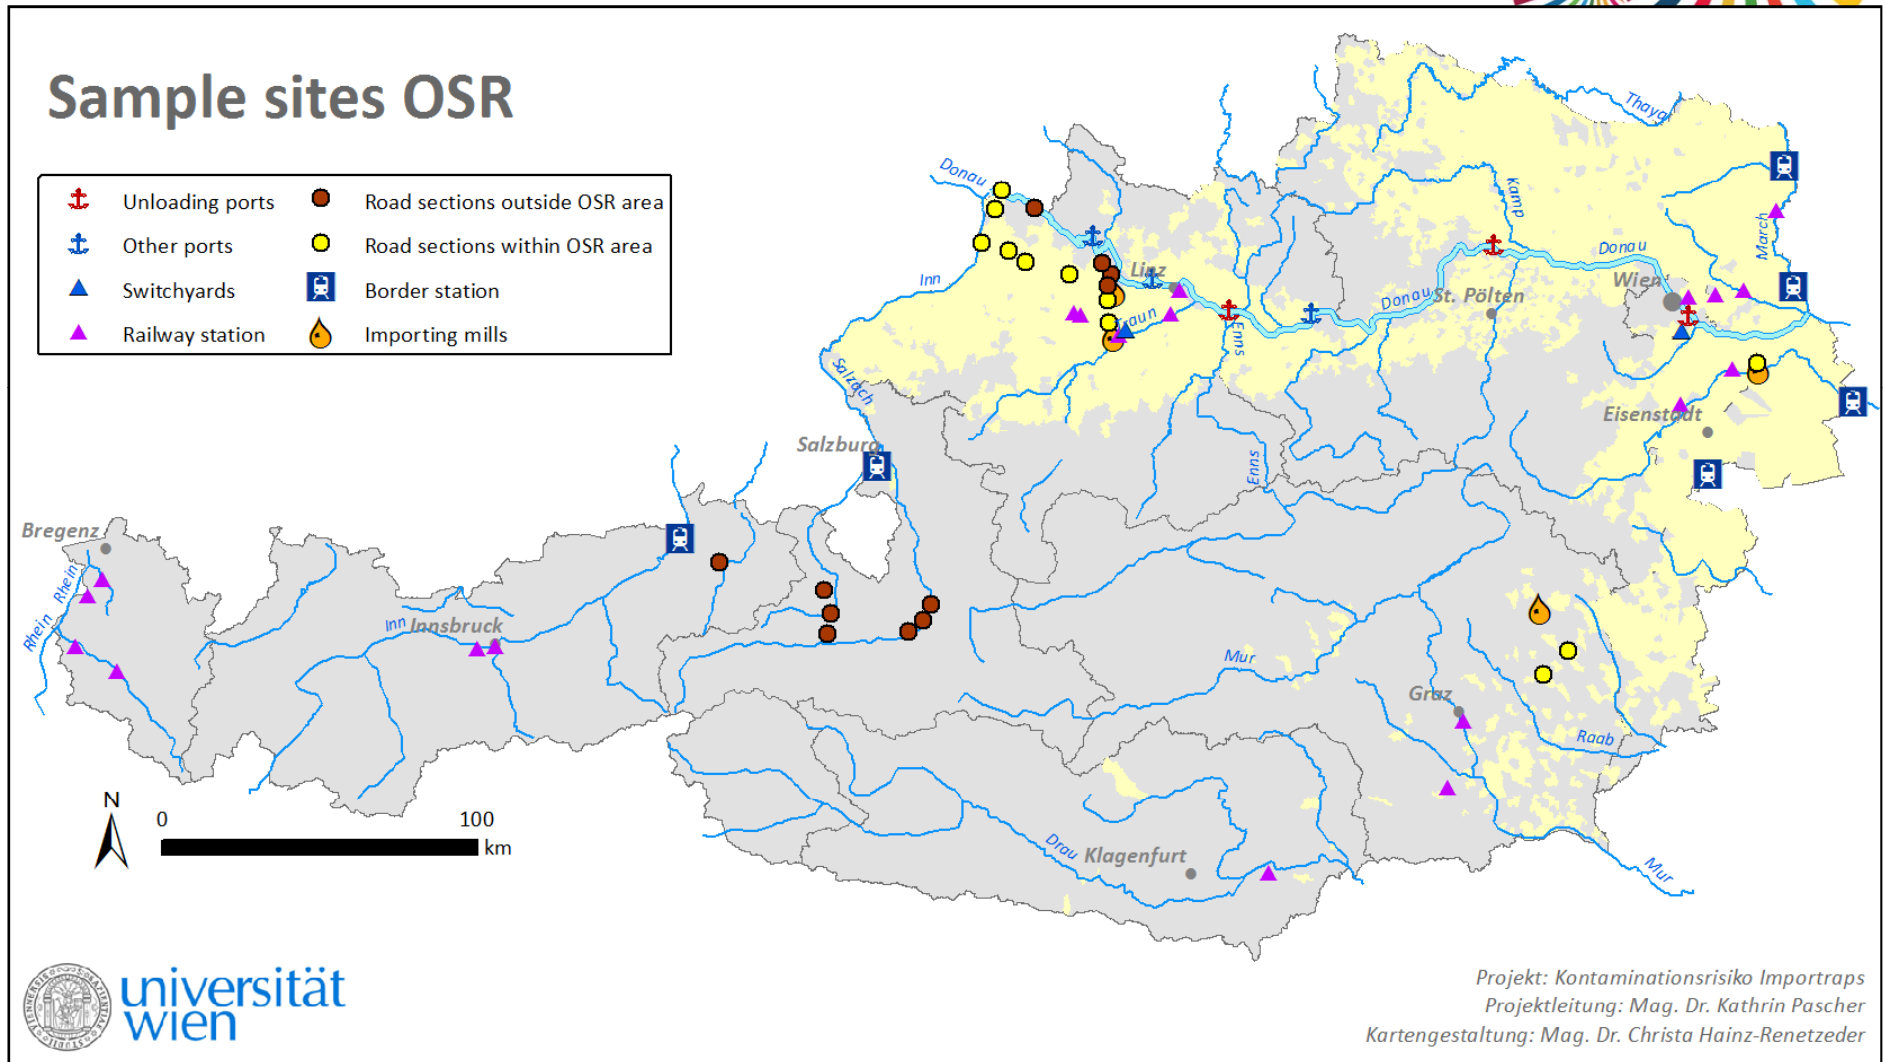 Sample sites OSR
Unloading ports
Road sections outside OSR area
Other ports
Road sections within OSR area
Switchyards
Border station
Railway station
Importing mills
Thaya
Donau
Kamp
March
Donau
Linz
Inn
Wien
Donau
St. Pölten
Traun
Enns
Salzach
Eisenstadt
Salzburg
Enns
Bregenz
Rhein
Rhein
Inn
Innsbruck
Mur
Graz
Raab
N
0
100
km
Drau
Klagenfurt
Mur
universität
wien
Projekt: Kontaminationsrisiko Importraps
Projektleitung: Mag. Dr. Kathrin Pascher
Kartengestaltung: Mag. Dr. Christa Hainz-Renetzeder